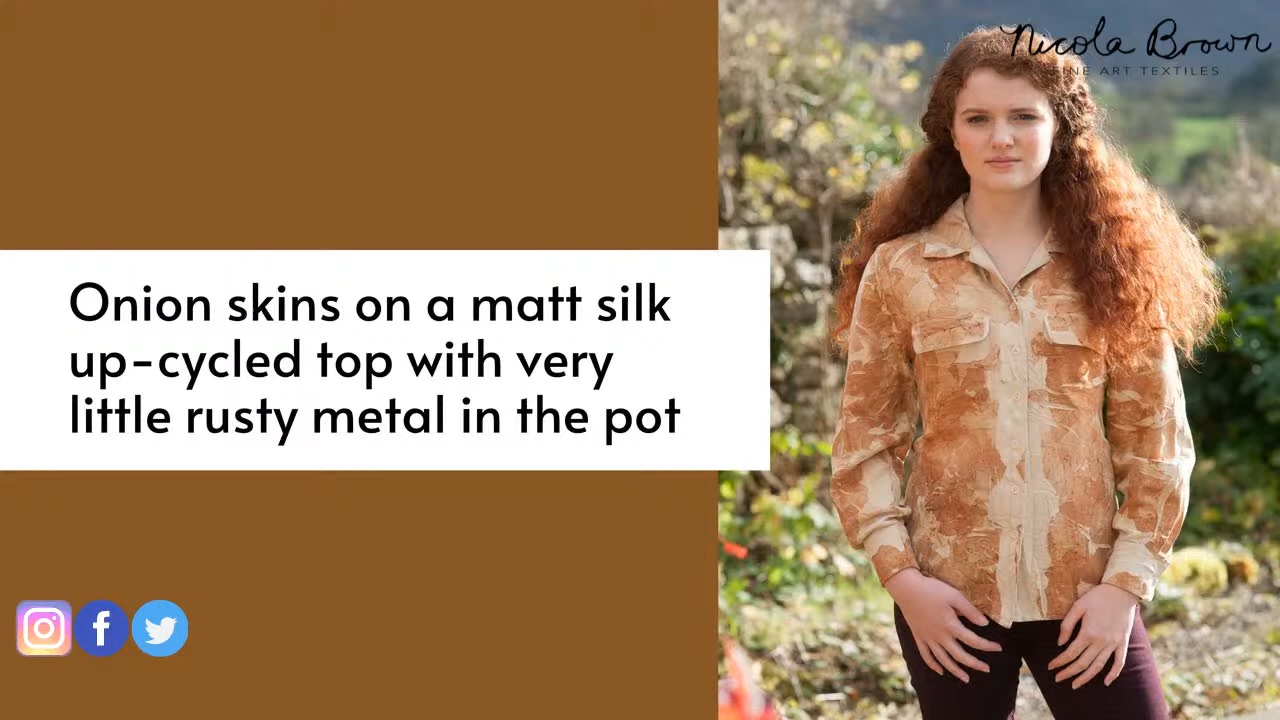 Nicola Brown
FINE ART TEXTILES
Onion skins on a matt silk
up-cycled top with very
little rusty metal in the pot